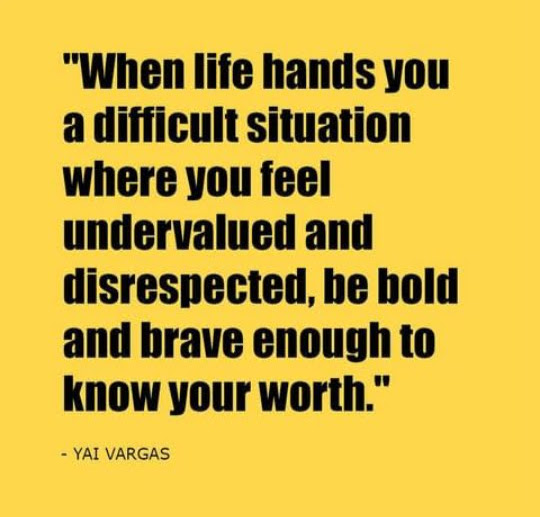 "When life hands you
a difficult situation
where you feel
undervalued and
disrespected, be bold
and brave enough to
know your worth."
- YAI VARGAS